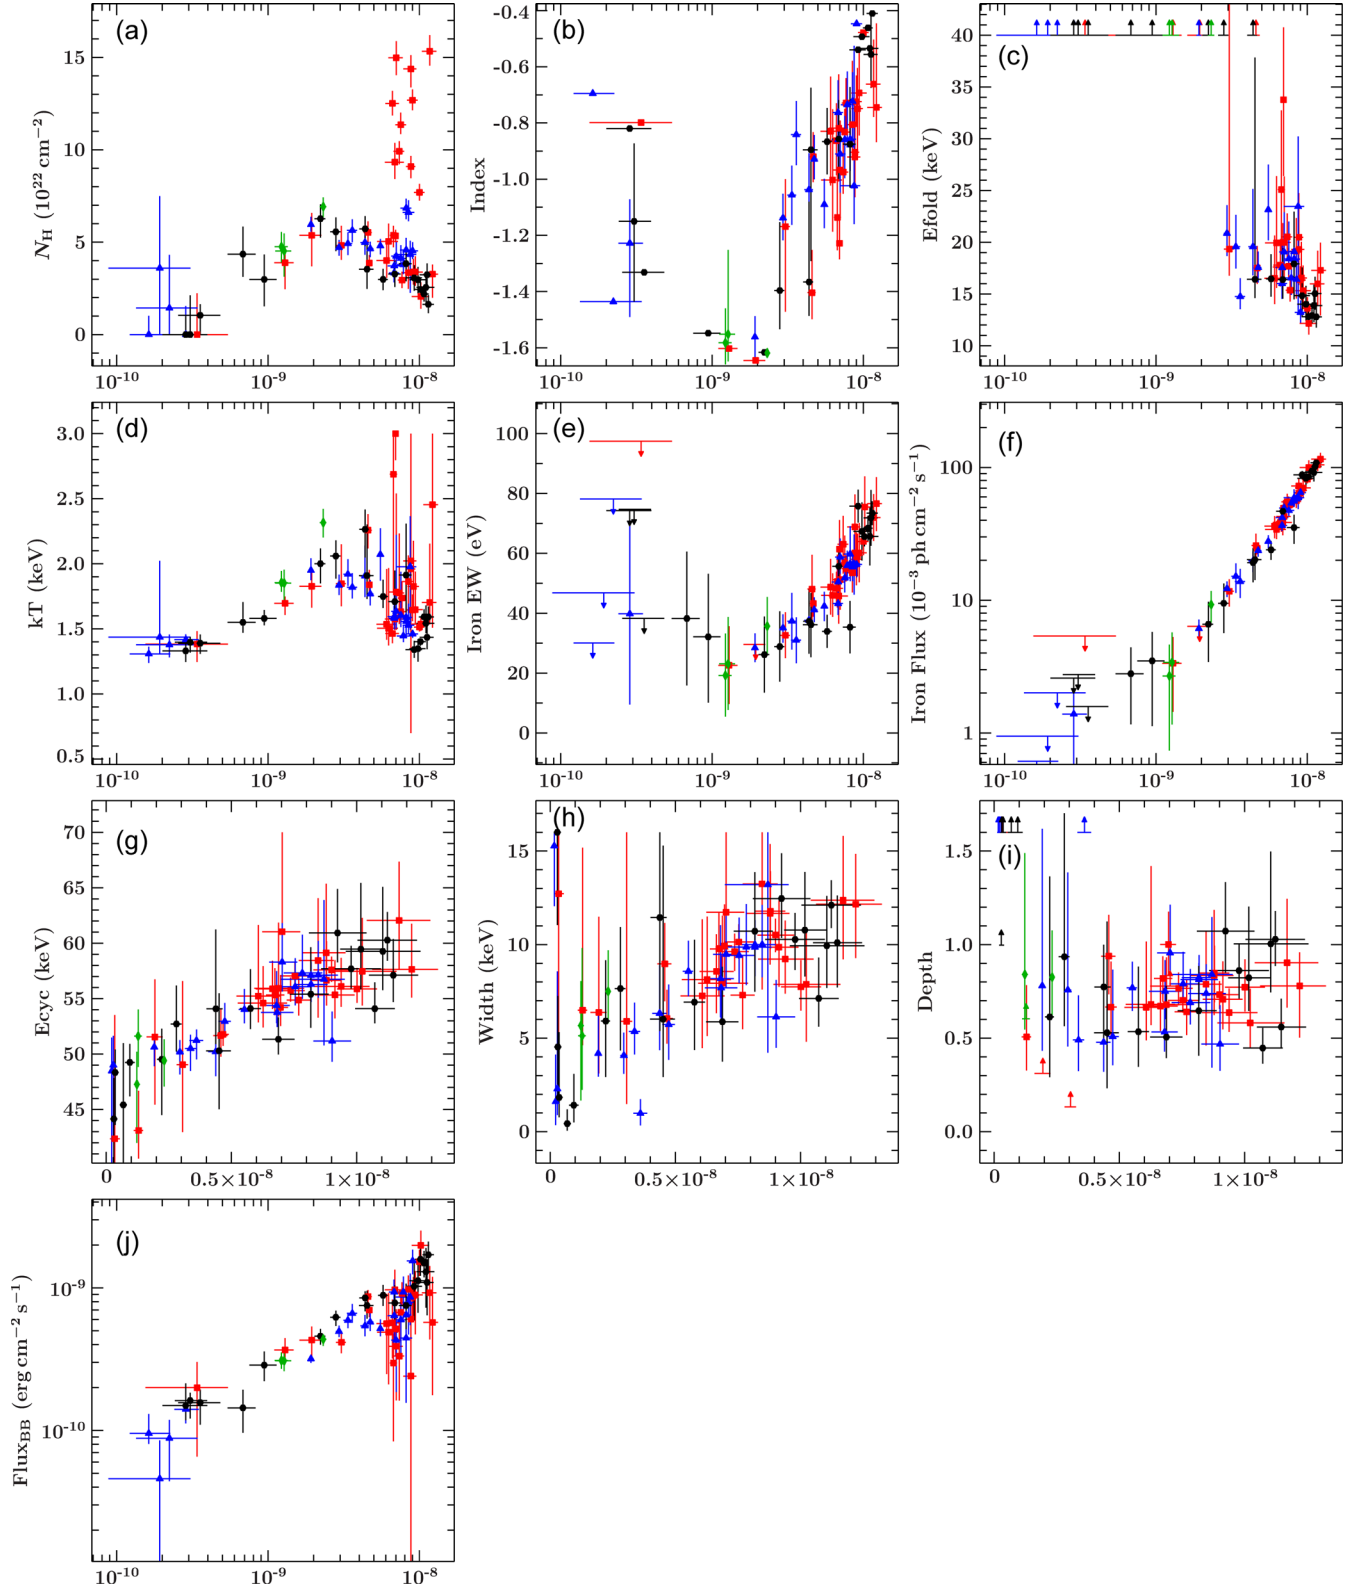 (a)
15
10
5
0
N_H (10²² cm⁻²)
10⁻¹⁰ 10⁻⁹ 10⁻⁸
(b)
-0.4
-0.6
-0.8
-1.0
-1.2
-1.4
-1.6
Index
10⁻¹⁰ 10⁻⁹ 10⁻⁸
(c)
40
35
30
25
20
15
10
Efold (keV)
10⁻¹⁰ 10⁻⁹ 10⁻⁸
(d)
3.0
2.5
2.0
1.5
1.0
0.5
kT (keV)
10⁻¹⁰ 10⁻⁹ 10⁻⁸
(e)
100
80
60
40
20
0
Iron EW (eV)
10⁻¹⁰ 10⁻⁹ 10⁻⁸
(f)
100
10
1
Iron Flux (10⁻³ ph cm⁻² s⁻¹)
10⁻¹⁰ 10⁻⁹ 10⁻⁸
(g)
70
65
60
55
50
45
Ecyc (keV)
0 0.5×10⁻⁸ 1×10⁻⁸
(h)
15
10
5
0
Width (keV)
0 0.5×10⁻⁸ 1×10⁻⁸
(i)
1.5
1.0
0.5
0.0
Depth
0 0.5×10⁻⁸ 1×10⁻⁸
(j)
10⁻⁹
10⁻¹⁰
Flux_BB (erg cm⁻² s⁻¹)
10⁻¹⁰ 10⁻⁹ 10⁻⁸